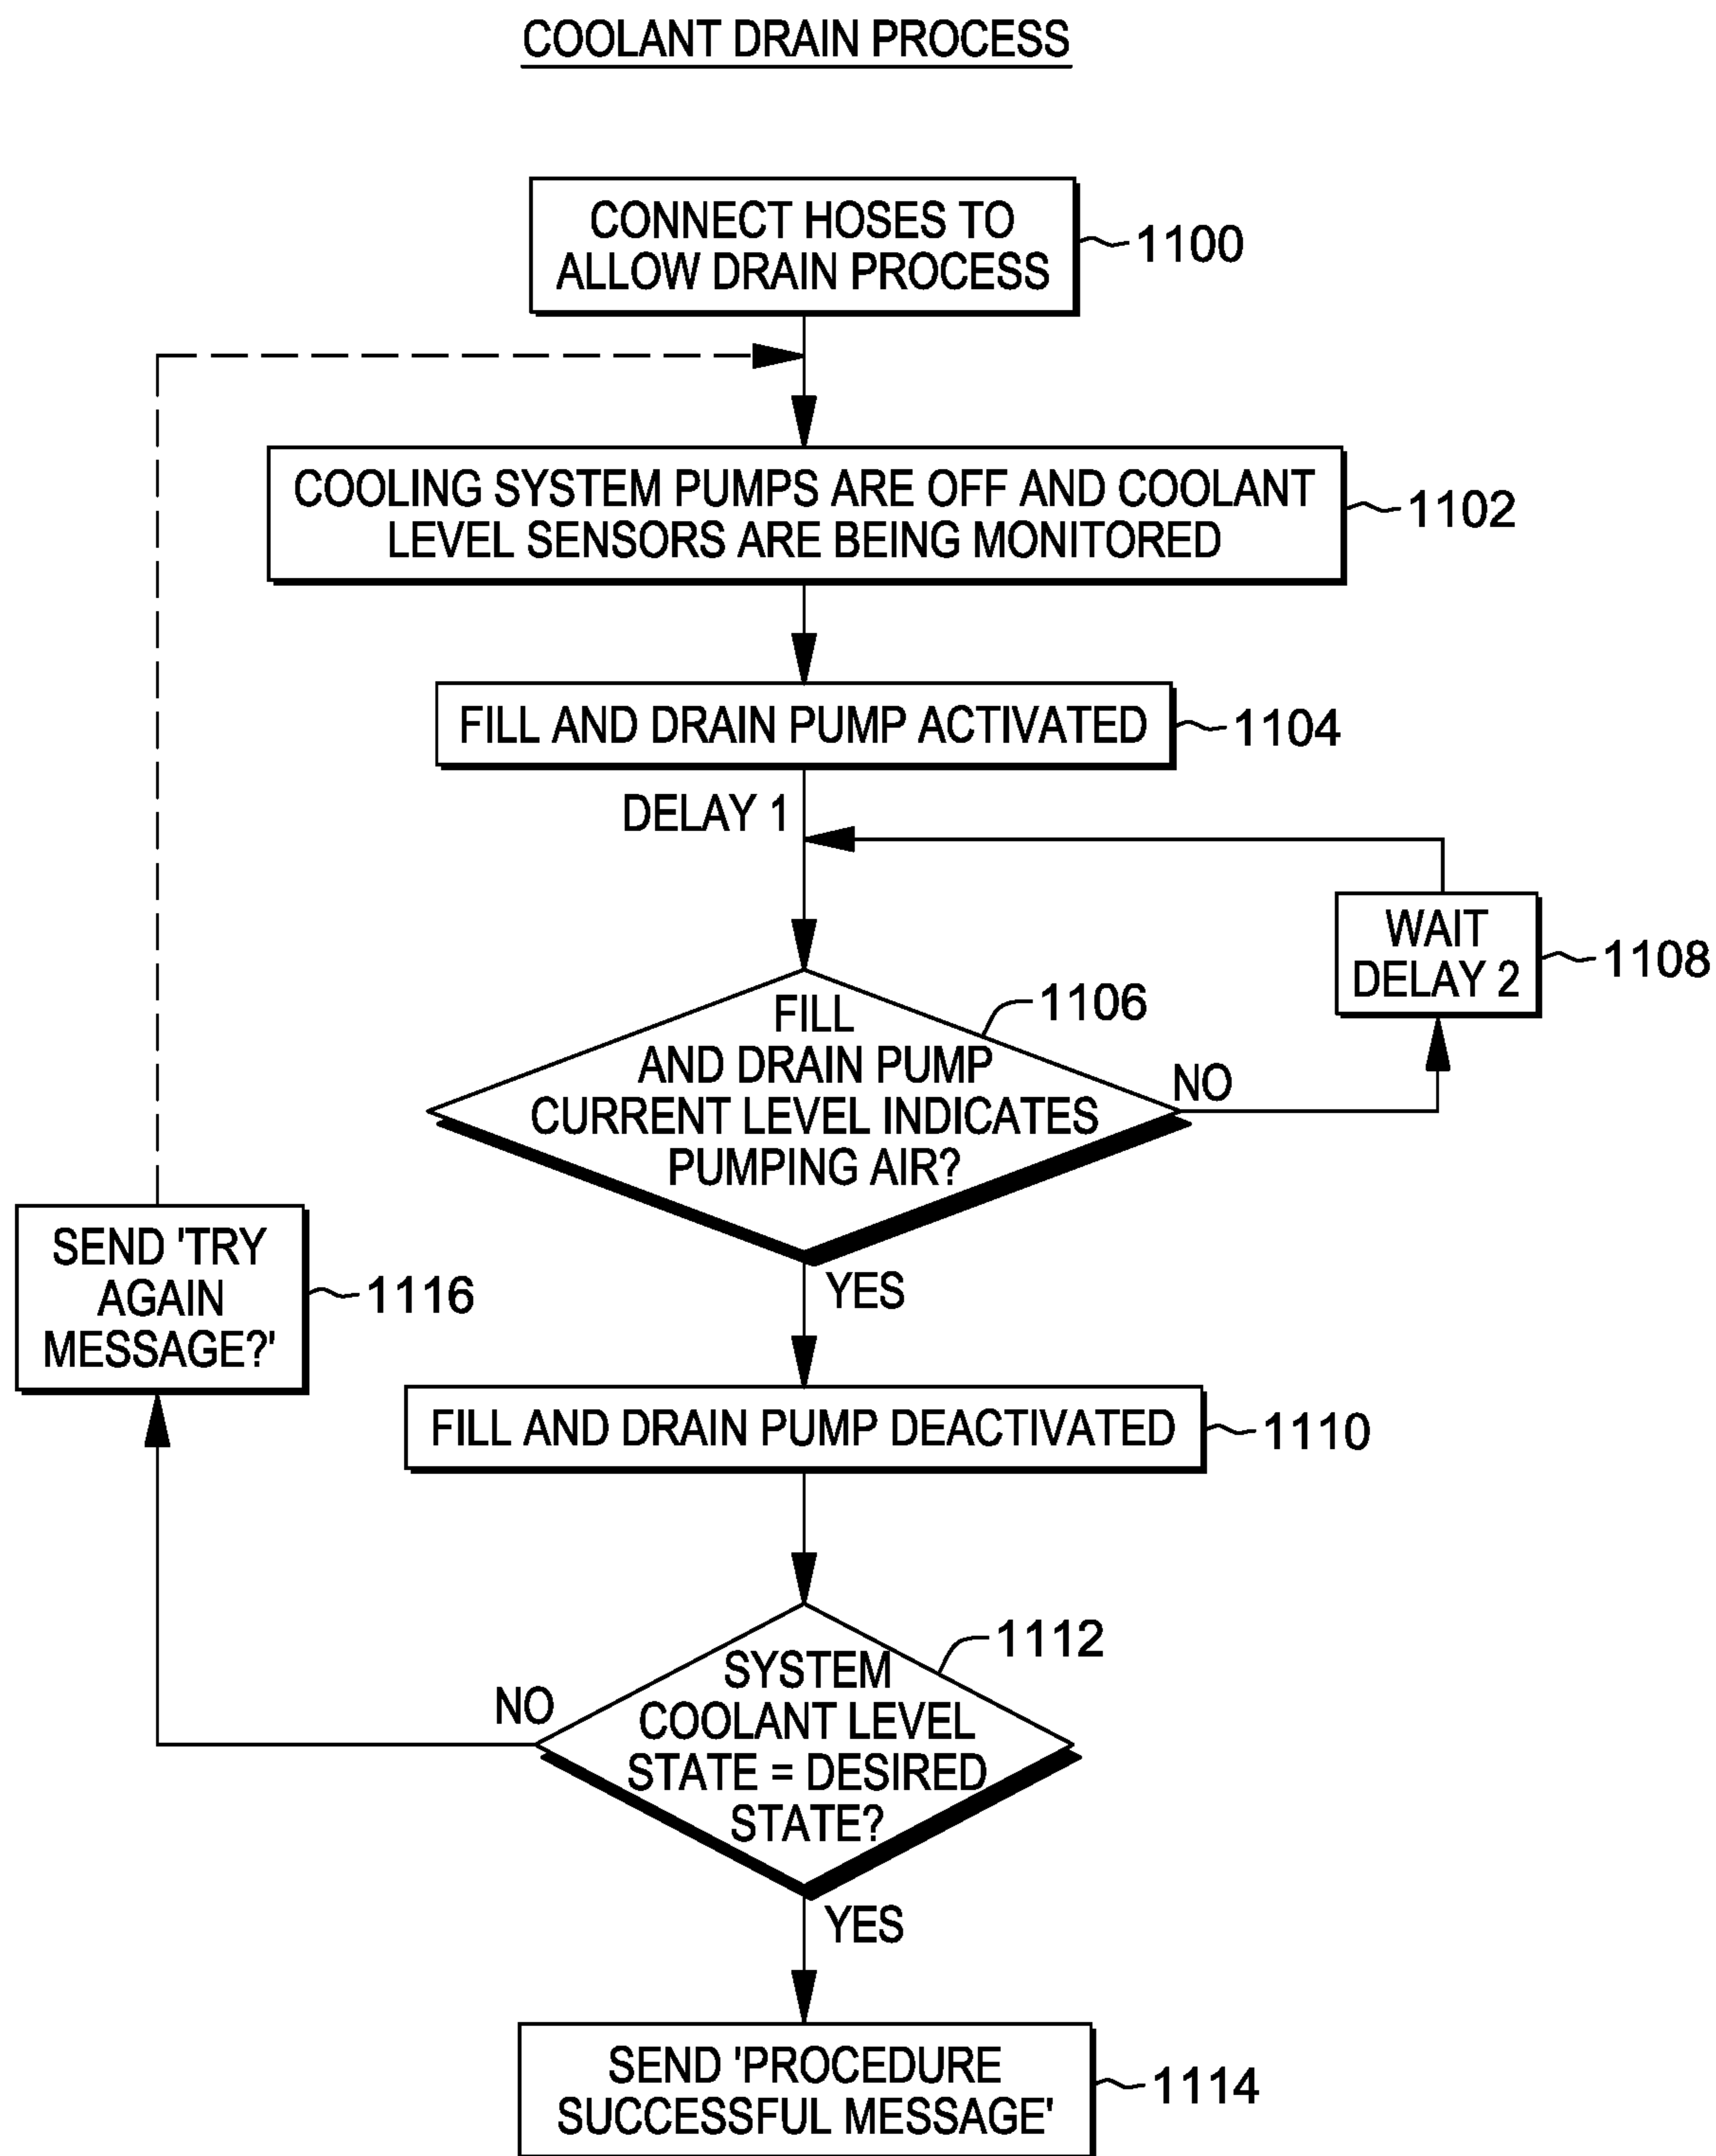 COOLANT DRAIN PROCESS
CONNECT HOSES TO
ALLOW DRAIN PROCESS
1100
COOLING SYSTEM PUMPS ARE OFF AND COOLANT
LEVEL SENSORS ARE BEING MONITORED
1102
FILL AND DRAIN PUMP ACTIVATED
1104
DELAY 1
WAIT
DELAY 2
1108
FILL
AND DRAIN PUMP
CURRENT LEVEL INDICATES
PUMPING AIR?
1106
NO
YES
SEND 'TRY
AGAIN
MESSAGE?'
1116
FILL AND DRAIN PUMP DEACTIVATED
1110
SYSTEM
COOLANT LEVEL
STATE = DESIRED
STATE?
1112
NO
YES
SEND 'PROCEDURE
SUCCESSFUL MESSAGE'
1114